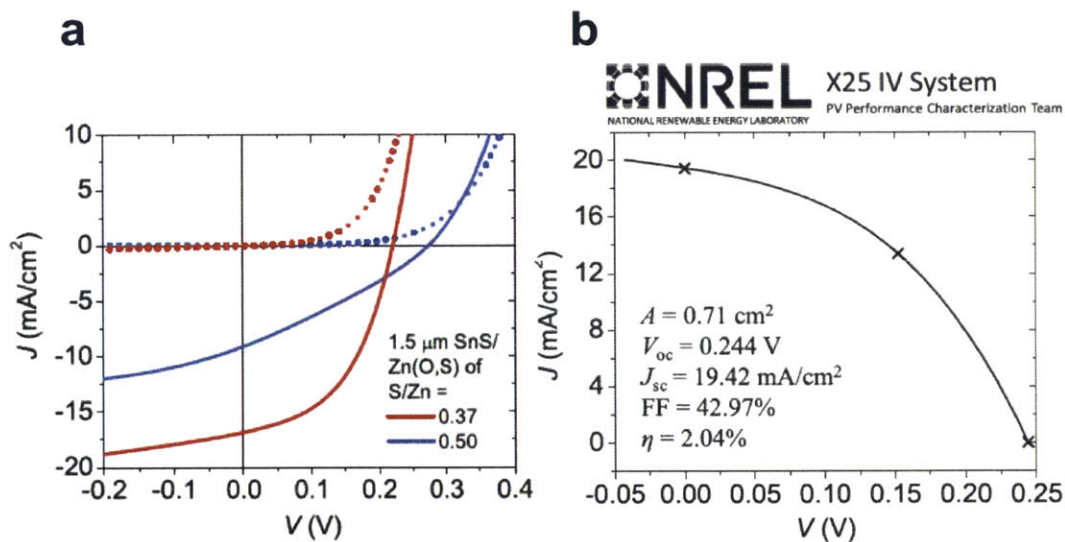 a
10
5
0
-5
-10
-15
-20
-0.2
-0.1
0.0
0.1
0.2
0.3
0.4
J (mA/cm²)
V (V)
1.5 μm SnS/
Zn(O,S) of
S/Zn =
0.37
0.50
b
NREL
NATIONAL RENEWABLE ENERGY LABORATORY
X25 IV System
PV Performance Characterization Team
20
16
12
8
4
0
-0.05
0.00
0.05
0.10
0.15
0.20
0.25
J (mA/cm²)
V (V)
A = 0.71 cm²
Voc = 0.244 V
Jsc = 19.42 mA/cm²
FF = 42.97%
η = 2.04%